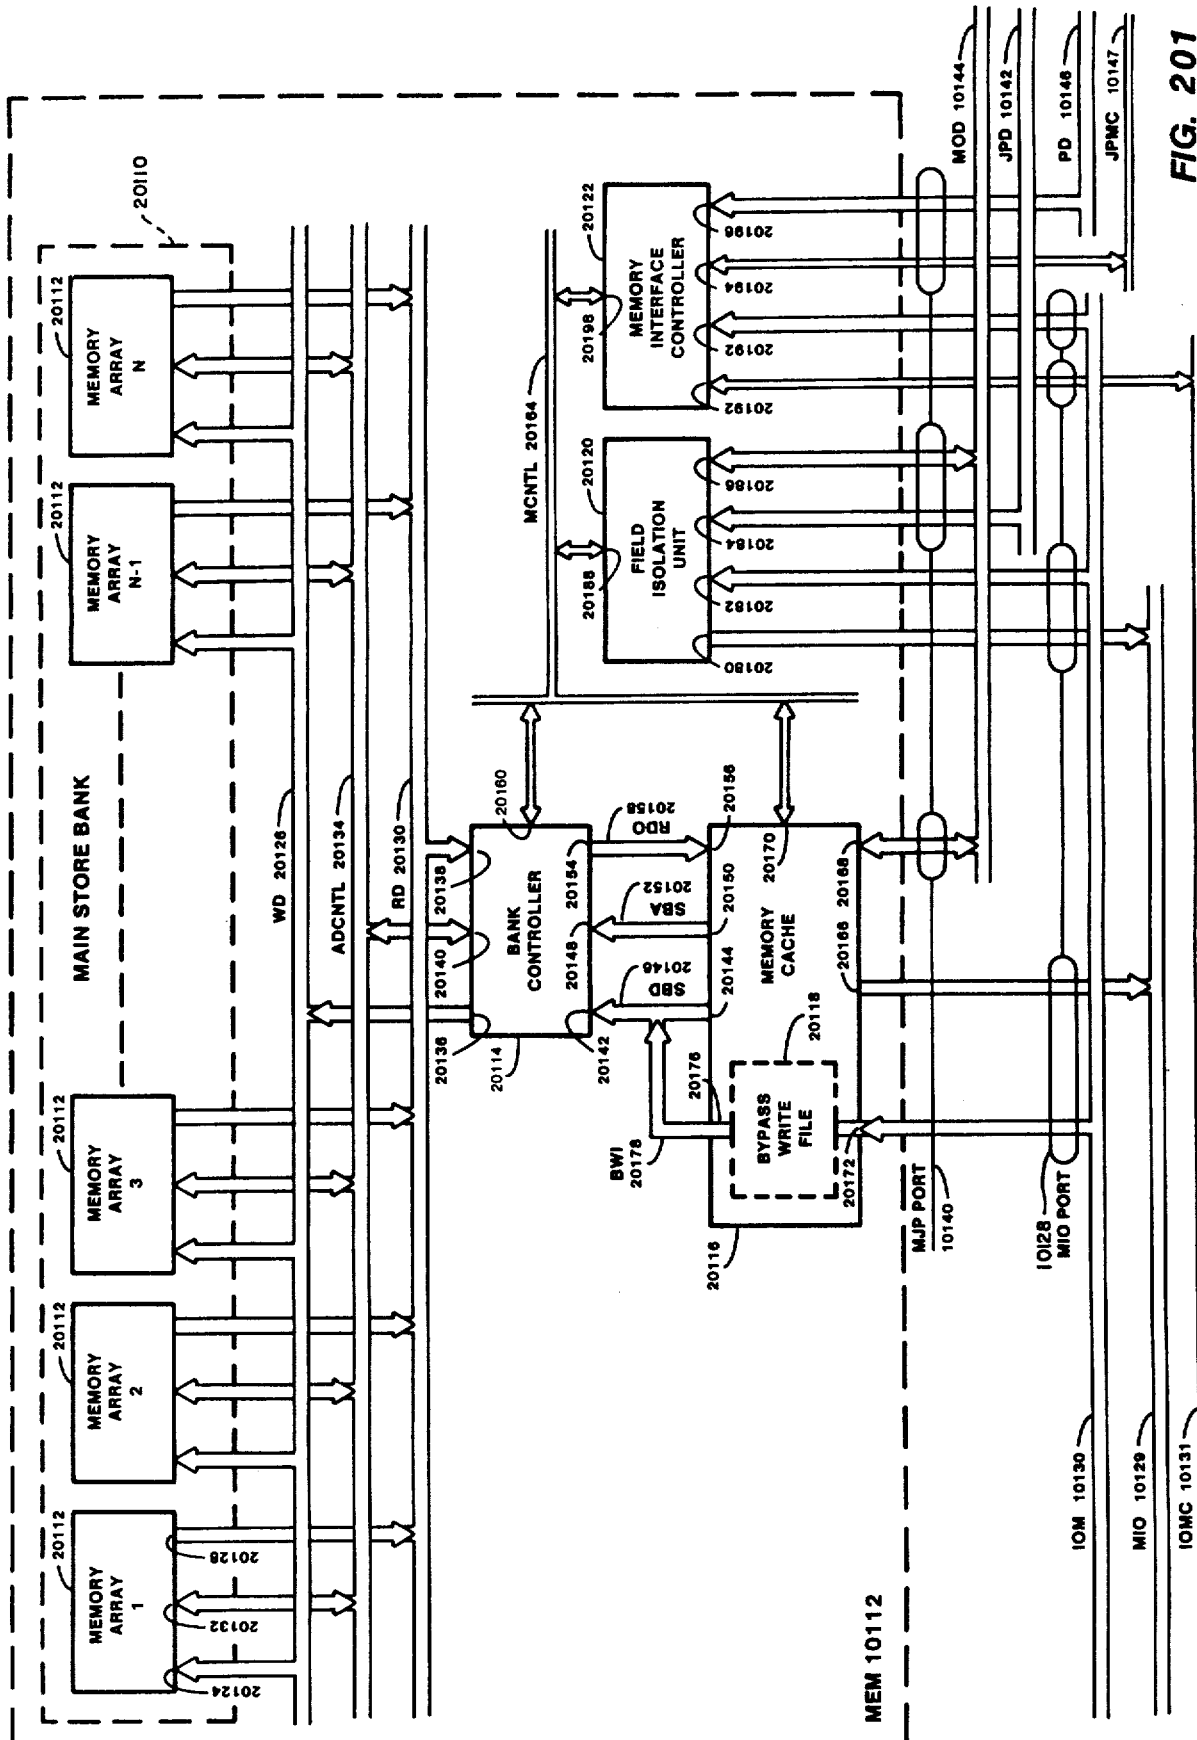 MAIN STORE BANK
20110
20112
MEMORY
ARRAY
1
20112
MEMORY
ARRAY
2
20112
MEMORY
ARRAY
3
20112
MEMORY
ARRAY
N-1
20112
MEMORY
ARRAY
N
20124
20132
20128
WD 20126
ADCNTL 20134
RD 20130
20136
20140
20138
20114
BANK
CONTROLLER
20160
20142
20148
20154
SBD
20146
SBA
20152
RDO
20158
BWI
20178
20176
20144
20150
20156
20116
MEMORY
CACHE
20118
BYPASS
WRITE
FILE
20170
20172
20166
20168
MCNTL 20164
20188
20120
FIELD
ISOLATION
UNIT
20180
20182
20184
20186
20198
20122
MEMORY
INTERFACE
CONTROLLER
20192
20192
20194
20196
MEM 10112
MJP PORT
10140
10128
MIO PORT
MOD 10144
JPD 10142
PD 10146
JPMC 10147
IOM 10130
MIO 10129
IOMC 10131
FIG. 201